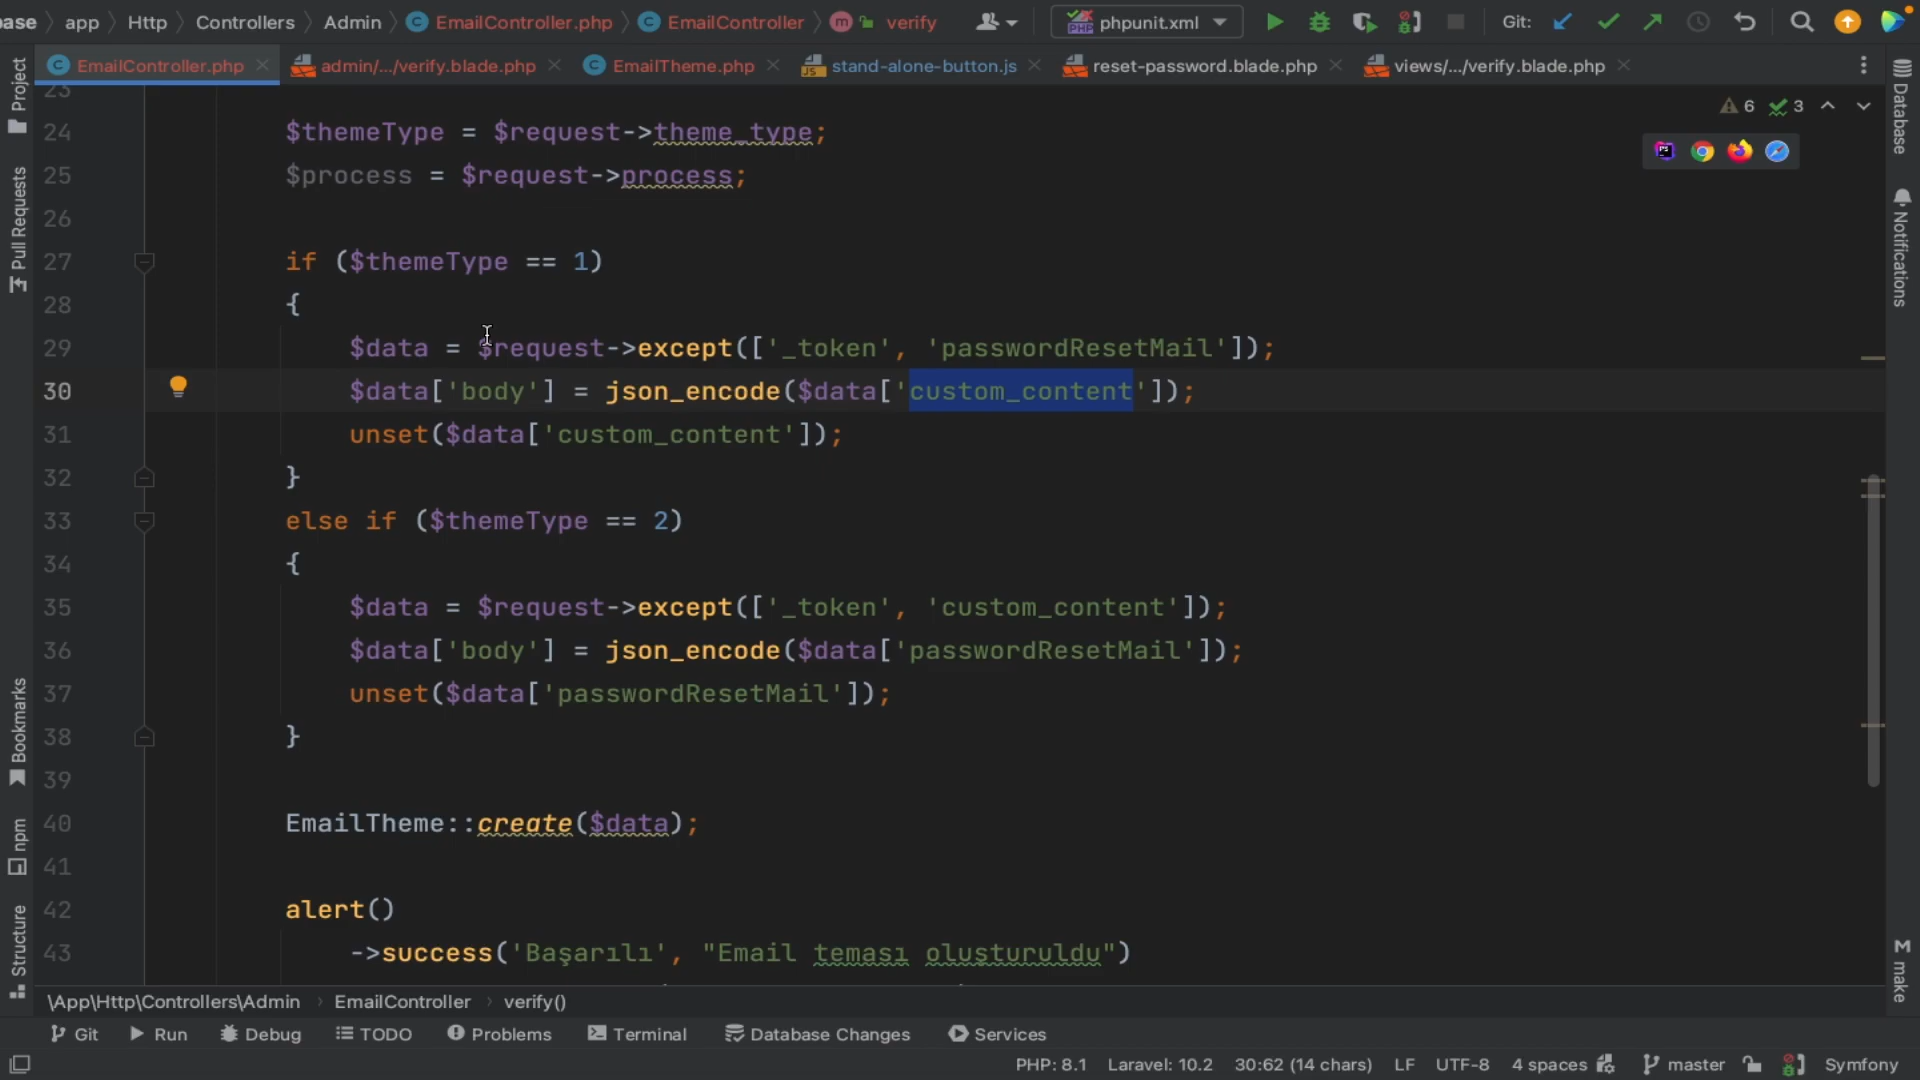 ase
app
Http
Controllers
Admin
EmailController.php
EmailController
m verify
phpunit.xml
Git:
EmailController.php
admin/.../verify.blade.php
EmailTheme.php
stand-alone-button.js
reset-password.blade.php
views/.../verify.blade.php
6 3
23
24 $themeType = $request->theme_type;
25 $process = $request->process;
26
27 if ($themeType == 1)
28 {
29 $data = $request->except(['_token', 'passwordResetMail']);
30 $data['body'] = json_encode($data['custom_content']);
31 unset($data['custom_content']);
32 }
33 else if ($themeType == 2)
34 {
35 $data = $request->except(['_token', 'custom_content']);
36 $data['body'] = json_encode($data['passwordResetMail']);
37 unset($data['passwordResetMail']);
38 }
39
40 EmailTheme::create($data);
41
42 alert()
43 ->success('Başarılı', "Email teması oluşturuldu")
Project
Pull Requests
Bookmarks
npm
Structure
Database
Notifications
make
\App\Http\Controllers\Admin
EmailController
verify()
Git
Run
Debug
TODO
Problems
Terminal
Database Changes
Services
PHP: 8.1
Laravel: 10.2
30:62 (14 chars)
LF
UTF-8
4 spaces
master
Symfony